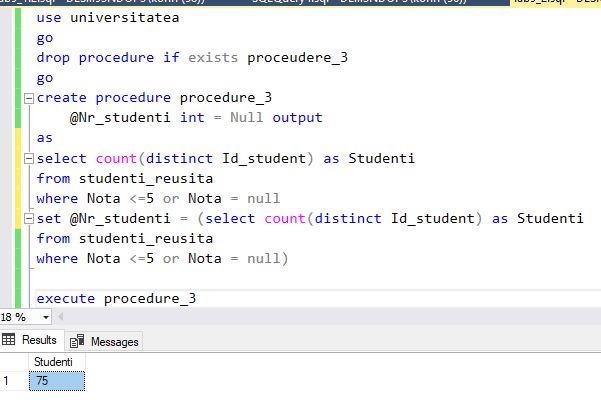 use universitatea
go
drop procedure if exists proceudere_3
go
create procedure procedure_3
@Nr_studenti int = Null output
as
select count(distinct Id_student) as Studenti
from studenti_reusita
where Nota <=5 or Nota = null
set @Nr_studenti = (select count(distinct Id_student) as Studenti
from studenti_reusita
where Nota <=5 or Nota = null)
execute procedure_3
18 %
Results Messages
Studenti
1 75